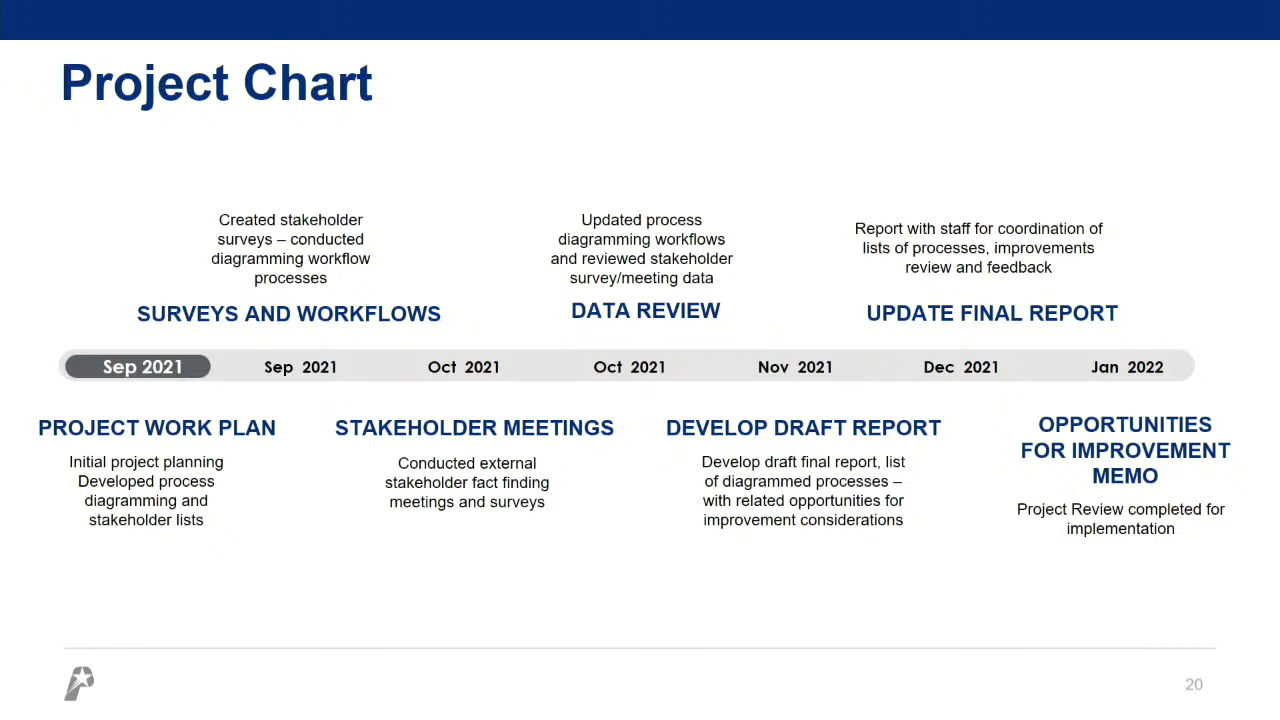 Project Chart
Created stakeholder
surveys – conducted
diagramming workflow
processes
SURVEYS AND WORKFLOWS
Updated process
diagramming workflows
and reviewed stakeholder
survey/meeting data
DATA REVIEW
Report with staff for coordination of
lists of processes, improvements
review and feedback
UPDATE FINAL REPORT
Sep 2021
Sep 2021
Oct 2021
Oct 2021
Nov 2021
Dec 2021
Jan 2022
PROJECT WORK PLAN
Initial project planning
Developed process
diagramming and
stakeholder lists
STAKEHOLDER MEETINGS
Conducted external
stakeholder fact finding
meetings and surveys
DEVELOP DRAFT REPORT
Develop draft final report, list
of diagrammed processes –
with related opportunities for
improvement considerations
OPPORTUNITIES
FOR IMPROVEMENT
MEMO
Project Review completed for
implementation
P
20